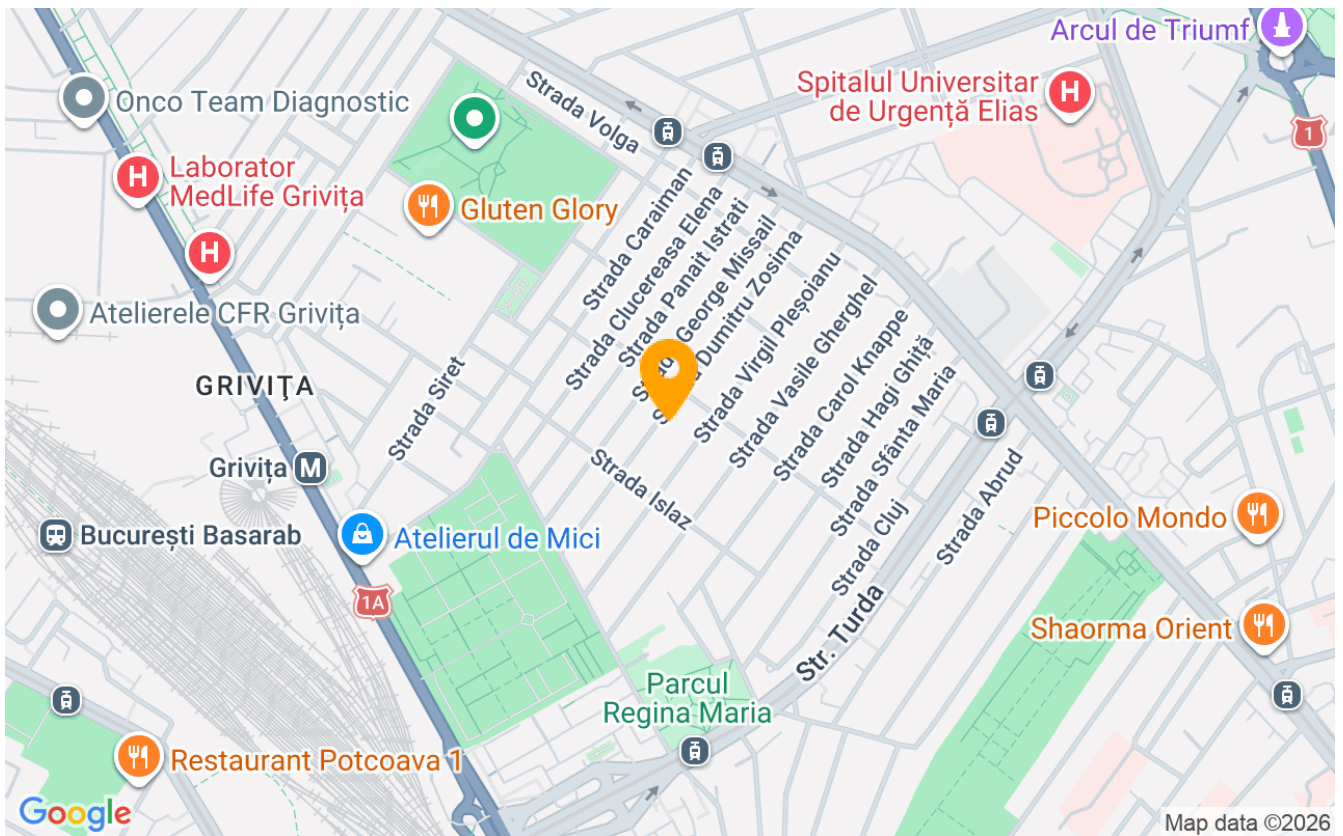 Arcul de Triumf
Onco Team Diagnostic
Strada Volga
Spitalul Universitar
de Urgență Elias
H
H
1
Laborator
MedLife Grivița
Gluten Glory
H
Strada Caraiman
Strada Clucereasa Elena
Strada Panait Istrati
George Missail
Dumitru Zosima
Strada Virgil Pleșoianu
Strada Vasile Gherghel
Strada Carol Knappe
Strada Hagi Ghiță
Strada Sfânta Maria
Strada Cluj
Strada Abrud
Atelierele CFR Grivița
GRIVIȚA
Strada Siret
Grivița M
Strada Islaz
București Basarab
Atelierul de Mici
Piccolo Mondo
1A
Str. Turda
Shaorma Orient
Parcul
Regina Maria
Restaurant Potcoava 1
Google
Map data ©2026